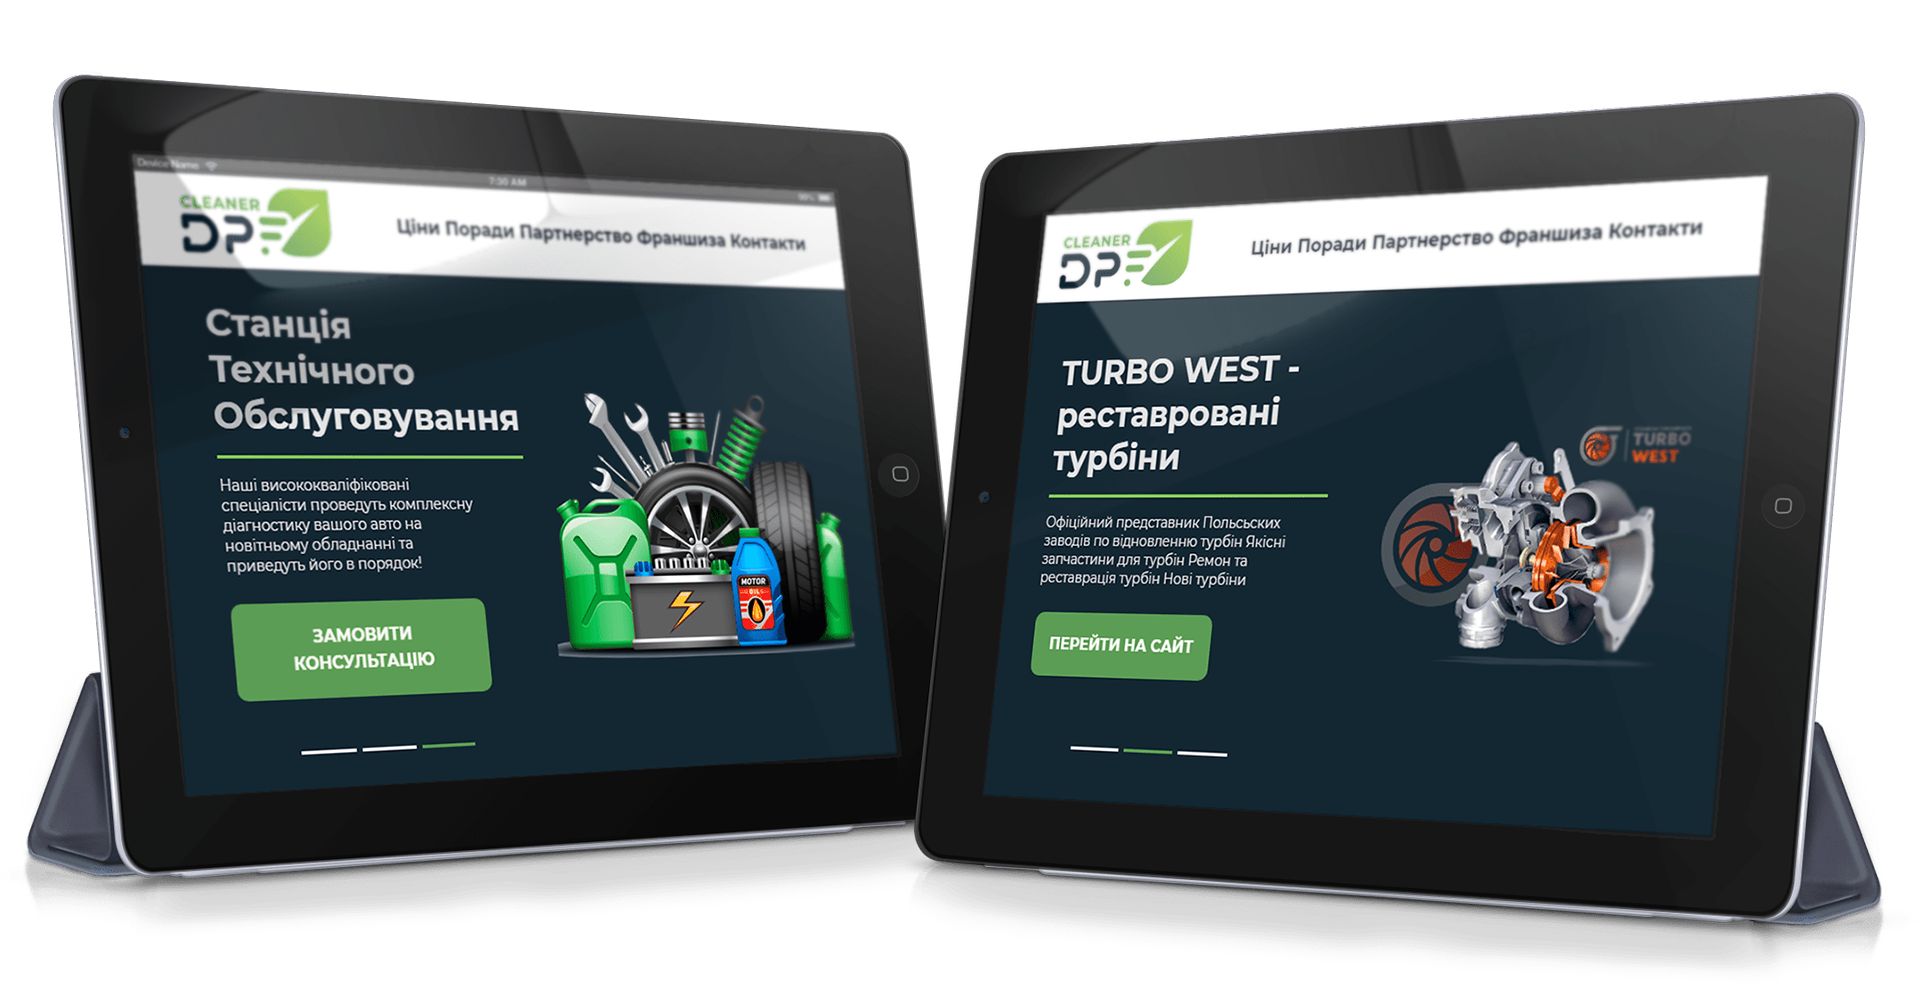 Device Name
7:30 AM
CLEANER
DPF
Ціни Поради Партнерство Франшиза Контакти
Станція
Технічного
Обслуговування
Наші висококваліфіковані
спеціалісти проведуть комплексну
діагностику вашого авто на
новітньому обладнанні та
приведуть його в порядок!
ЗАМОВИТИ
КОНСУЛЬТАЦІЮ
MOTOR
OIL
CLEANER
DPF
Ціни Поради Партнерство Франшиза Контакти
TURBO WEST -
реставровані
турбіни
Офіційний представник Польсьских
заводів по відновленню турбін Якісні
запчастини для турбін Ремон та
реставрація турбін Нові турбіни
ПЕРЕЙТИ НА САЙТ
TURBO
WEST